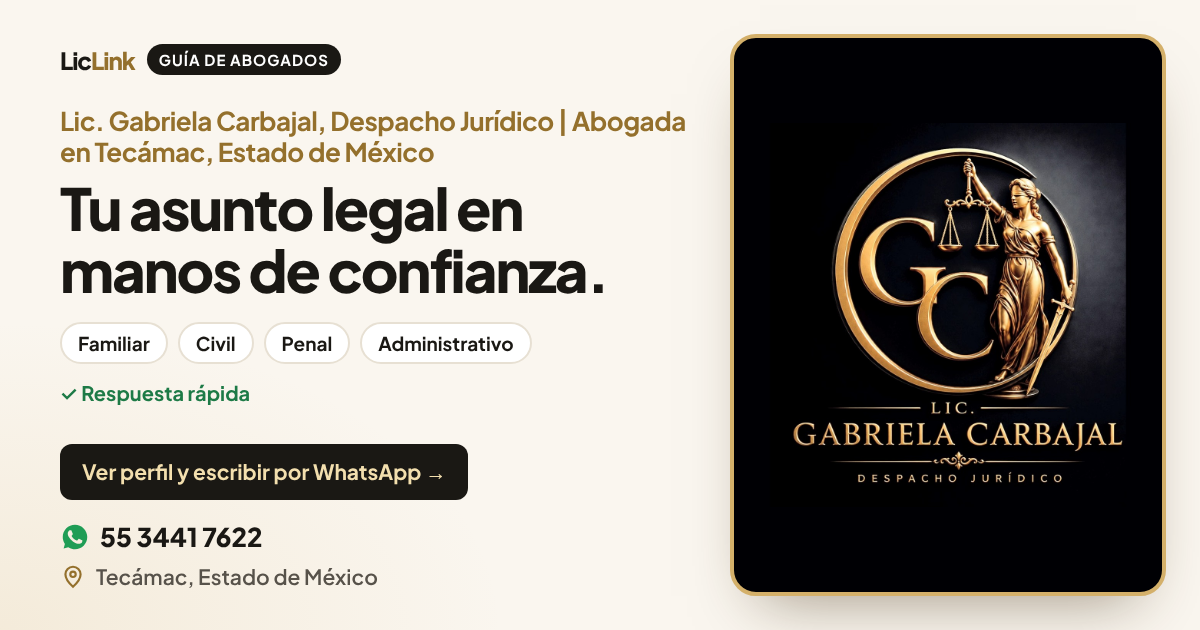 LicLink GUÍA DE ABOGADOS
Lic. Gabriela Carbajal, Despacho Jurídico | Abogada
en Tecámac, Estado de México
Tu asunto legal en
manos de confianza.
Familiar Civil Penal Administrativo
✓ Respuesta rápida
Ver perfil y escribir por WhatsApp →
55 3441 7622
Tecámac, Estado de México
GC
LIC.
GABRIELA CARBAJAL
DESPACHO JURÍDICO